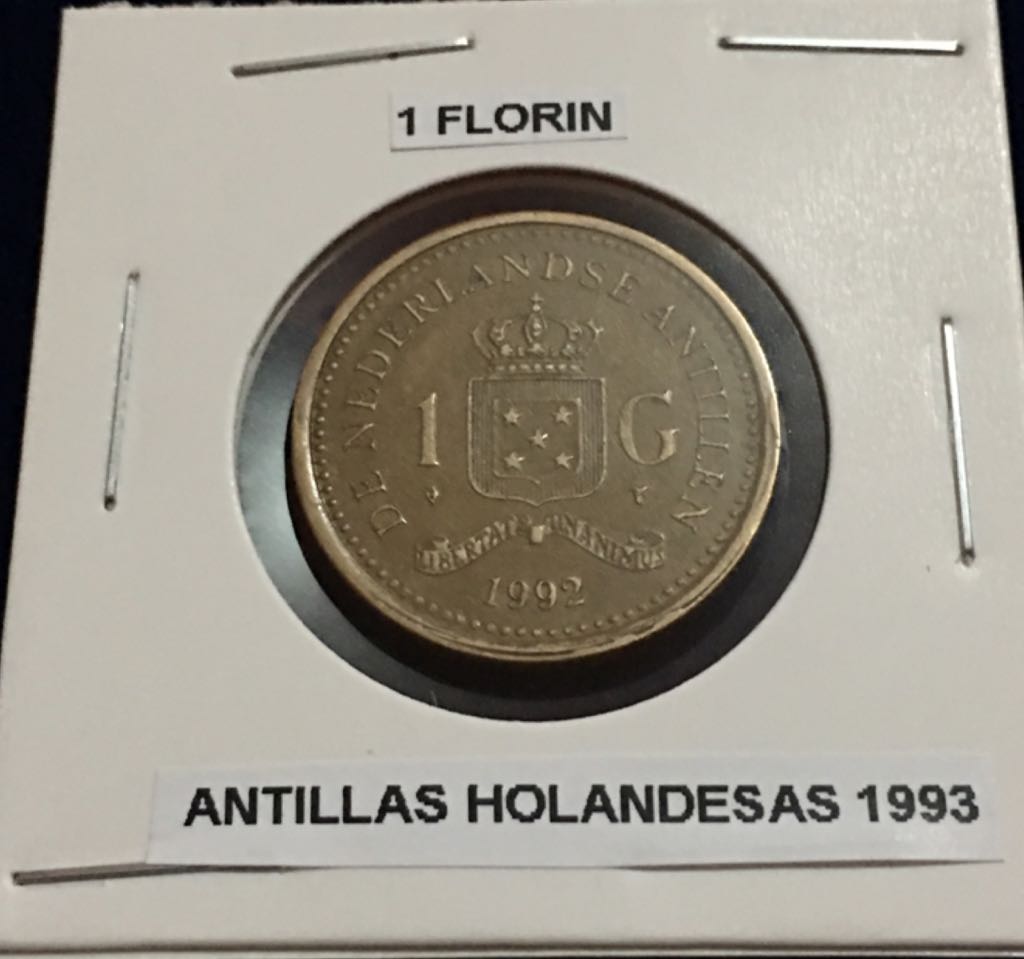 1 FLORIN
DE NEDERLANDSE ANTILLEN
1 G
LIBERTATE UNANIMUS
1992
ANTILLAS HOLANDESAS 1993